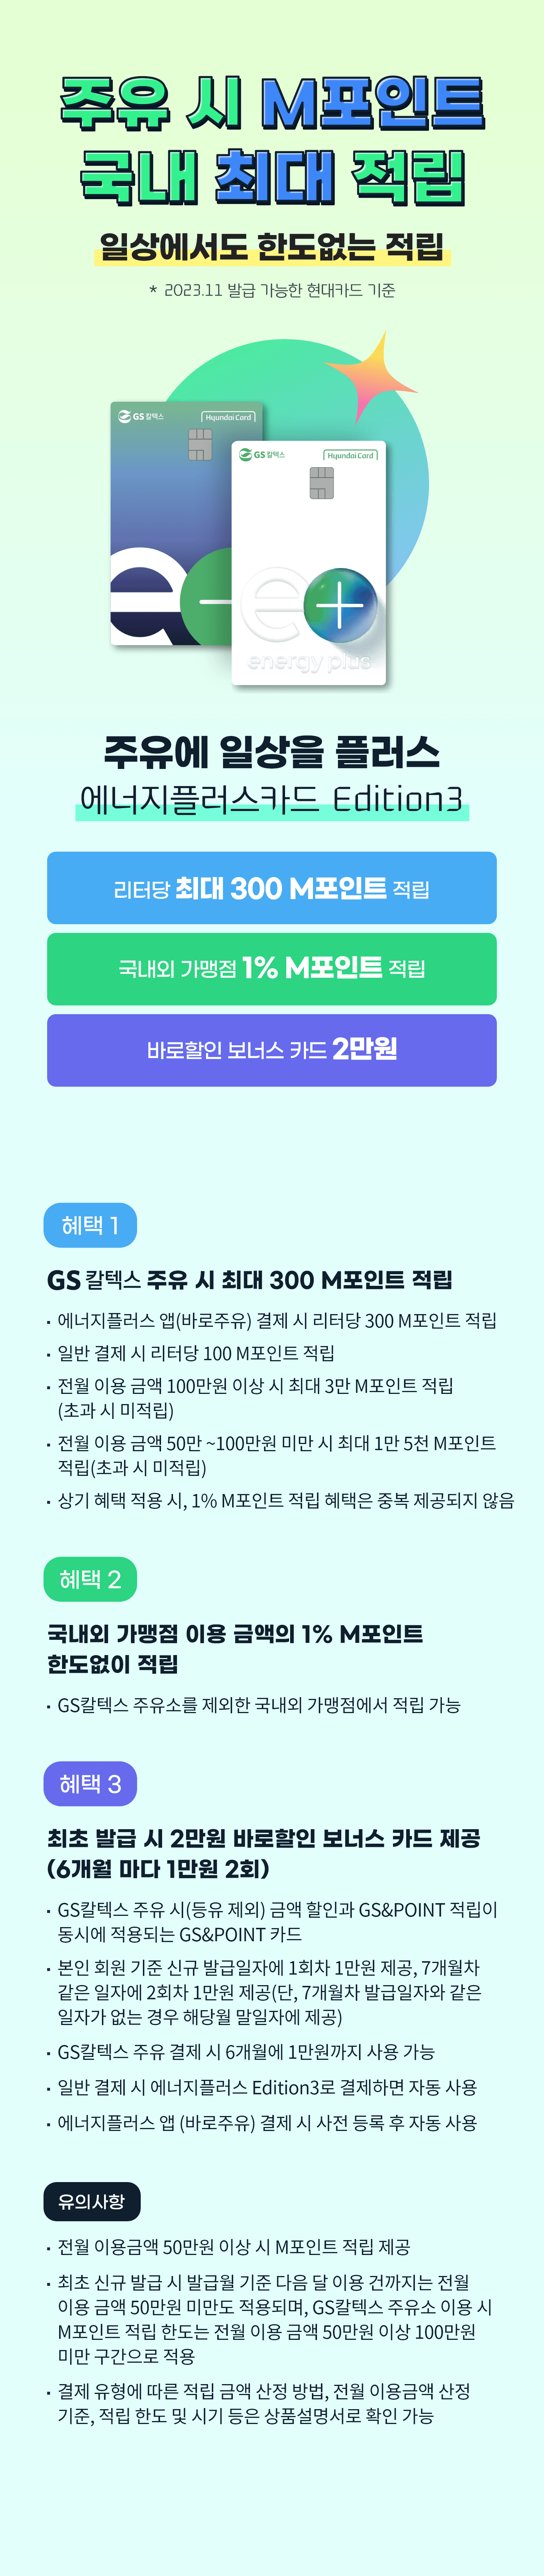 주유 시 M포인트
국내 최대 적립
일상에서도 한도없는 적립
* 2023.11 발급 가능한 현대카드 기준
GS 칼텍스
Hyundai Card
GS 칼텍스
Hyundai Card
e
e+
energy plus
주유에 일상을 플러스
에너지플러스카드 Edition3
리터당 최대 300 M포인트 적립
국내외 가맹점 1% M포인트 적립
바로할인 보너스 카드 2만원
혜택 1
GS 칼텍스 주유 시 최대 300 M포인트 적립
· 에너지플러스 앱(바로주유) 결제 시 리터당 300 M포인트 적립
· 일반 결제 시 리터당 100 M포인트 적립
· 전월 이용 금액 100만원 이상 시 최대 3만 M포인트 적립
(초과 시 미적립)
· 전월 이용 금액 50만 ~100만원 미만 시 최대 1만 5천 M포인트
적립(초과 시 미적립)
· 상기 혜택 적용 시, 1% M포인트 적립 혜택은 중복 제공되지 않음
혜택 2
국내외 가맹점 이용 금액의 1% M포인트
한도없이 적립
· GS칼텍스 주유소를 제외한 국내외 가맹점에서 적립 가능
혜택 3
최초 발급 시 2만원 바로할인 보너스 카드 제공
(6개월 마다 1만원 2회)
· GS칼텍스 주유 시(등유 제외) 금액 할인과 GS&POINT 적립이
동시에 적용되는 GS&POINT 카드
· 본인 회원 기준 신규 발급일자에 1회차 1만원 제공, 7개월차
같은 일자에 2회차 1만원 제공(단, 7개월차 발급일자와 같은
일자가 없는 경우 해당월 말일자에 제공)
· GS칼텍스 주유 결제 시 6개월에 1만원까지 사용 가능
· 일반 결제 시 에너지플러스 Edition3로 결제하면 자동 사용
· 에너지플러스 앱 (바로주유) 결제 시 사전 등록 후 자동 사용
유의사항
· 전월 이용금액 50만원 이상 시 M포인트 적립 제공
· 최초 신규 발급 시 발급월 기준 다음 달 이용 건까지는 전월
이용 금액 50만원 미만도 적용되며, GS칼텍스 주유소 이용 시
M포인트 적립 한도는 전월 이용 금액 50만원 이상 100만원
미만 구간으로 적용
· 결제 유형에 따른 적립 금액 산정 방법, 전월 이용금액 산정
기준, 적립 한도 및 시기 등은 상품설명서로 확인 가능